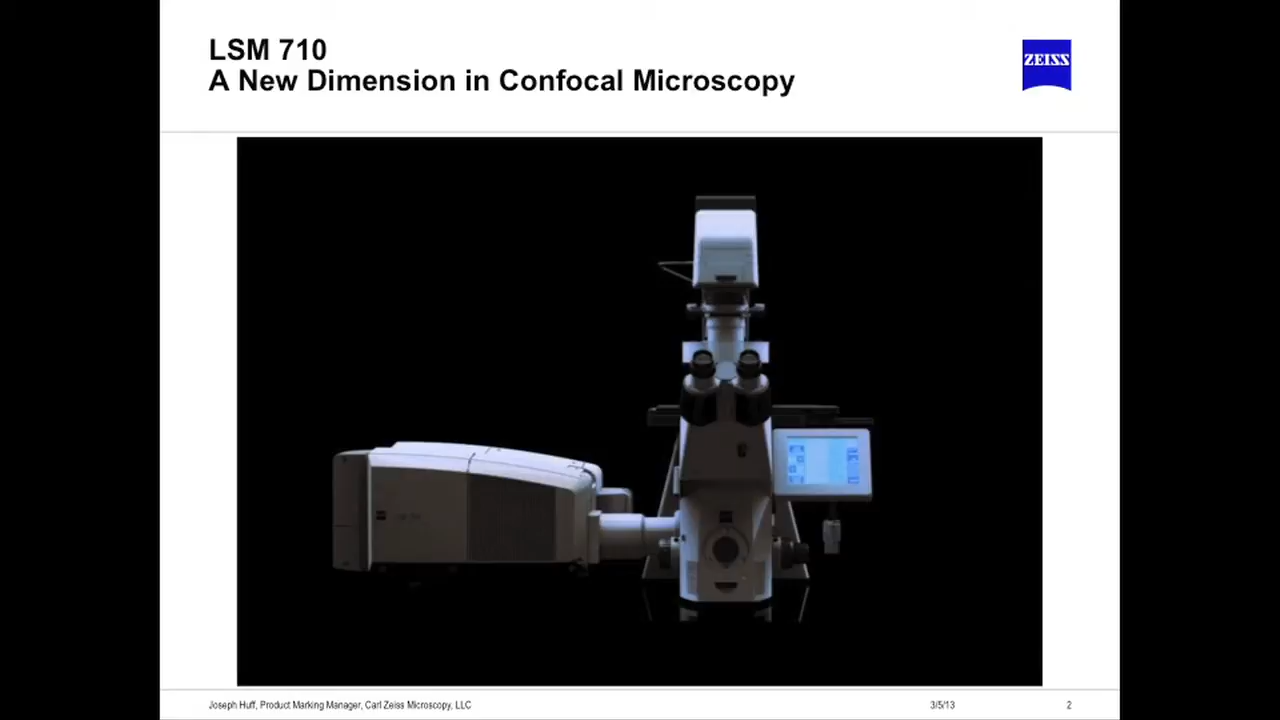 LSM 710
A New Dimension in Confocal Microscopy
ZEISS
Joseph Huff, Product Marking Manager, Carl Zeiss Microscopy, LLC
3/5/13
2